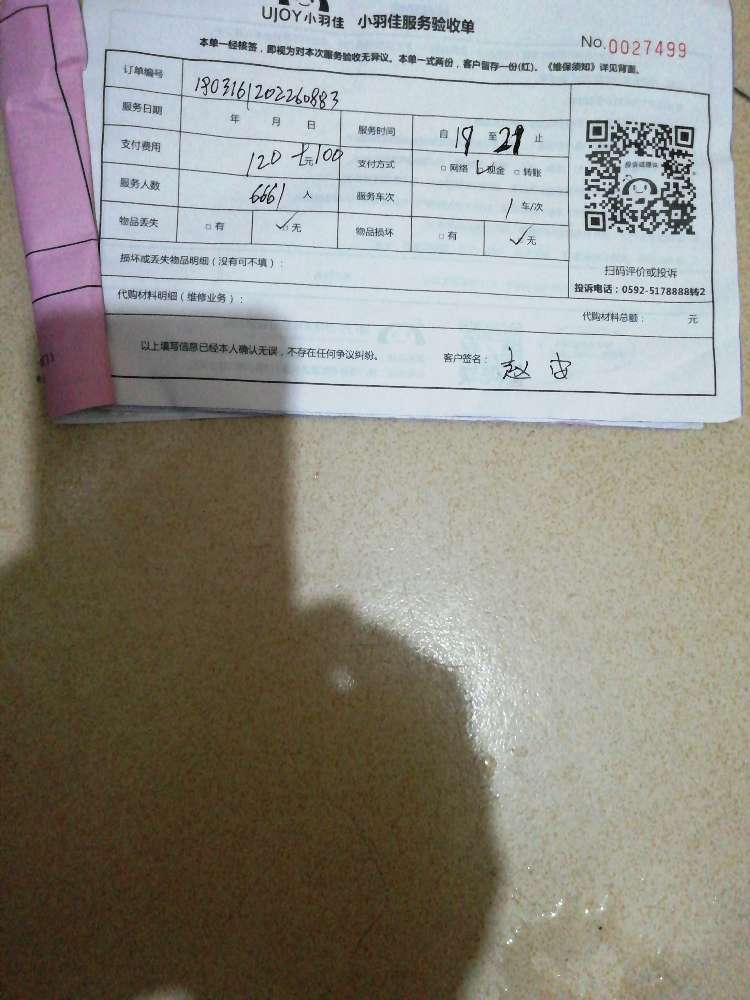 UJOY小羽佳 小羽佳服务验收单
No.0027499
本单一经核签，即视为对本次服务验收无异议。本单一式两份，客户留存一份(红)。《维保须知》详见背面。
订单编号 1803161202260883
服务日期 年 月 日 服务时间 自 17 至 21 止
支付费用 120 元 100 支付方式 □网络 现金 □转账
服务人数 6661 人 服务车次 1 车/次
物品丢失 □有 ✓□无 物品损坏 □有 ✓无
扫码评价或投诉
投诉电话：0592-5178888转2
损坏或丢失物品明细（没有可不填）：
代购材料明细（维修业务）： 代购材料总额： 元
以上填写信息已经本人确认无误，不存在任何争议纠纷。 客户签名： 赵